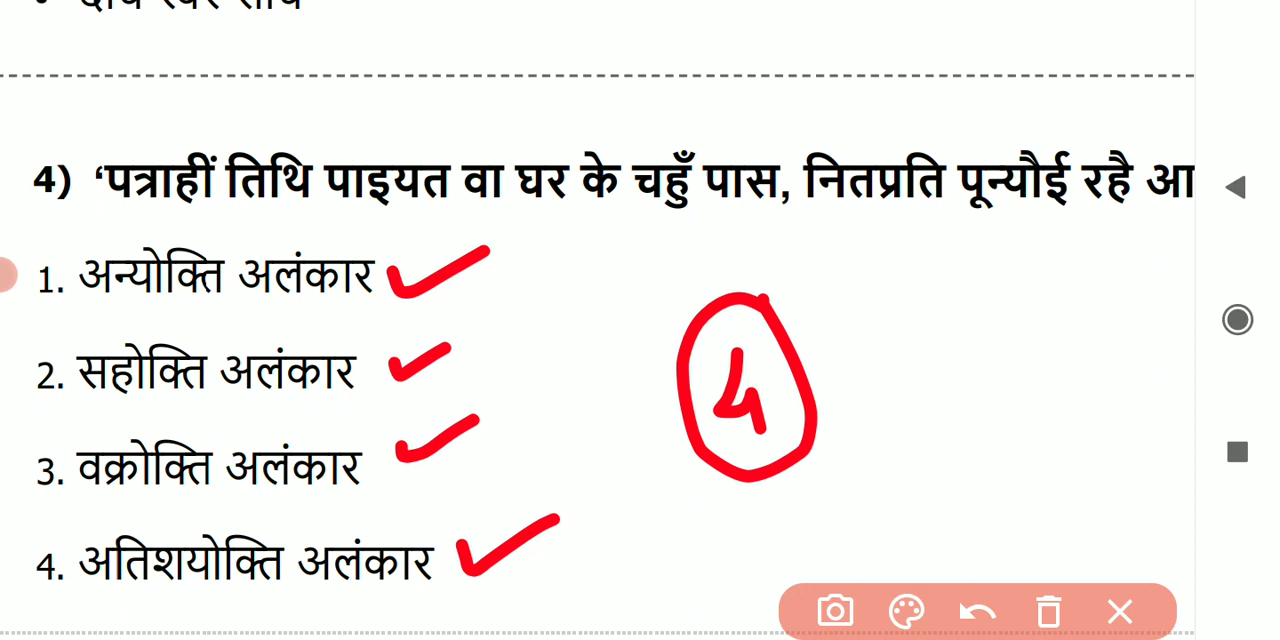 4) ‘पत्राहीं तिथि पाइयत वा घर के चहुँ पास, नितप्रति पून्यौई रहै
1. अन्योक्ति अलंकार
2. सहोक्ति अलंकार
4
3. वक्रोक्ति अलंकार
4. अतिशयोक्ति अलंकार